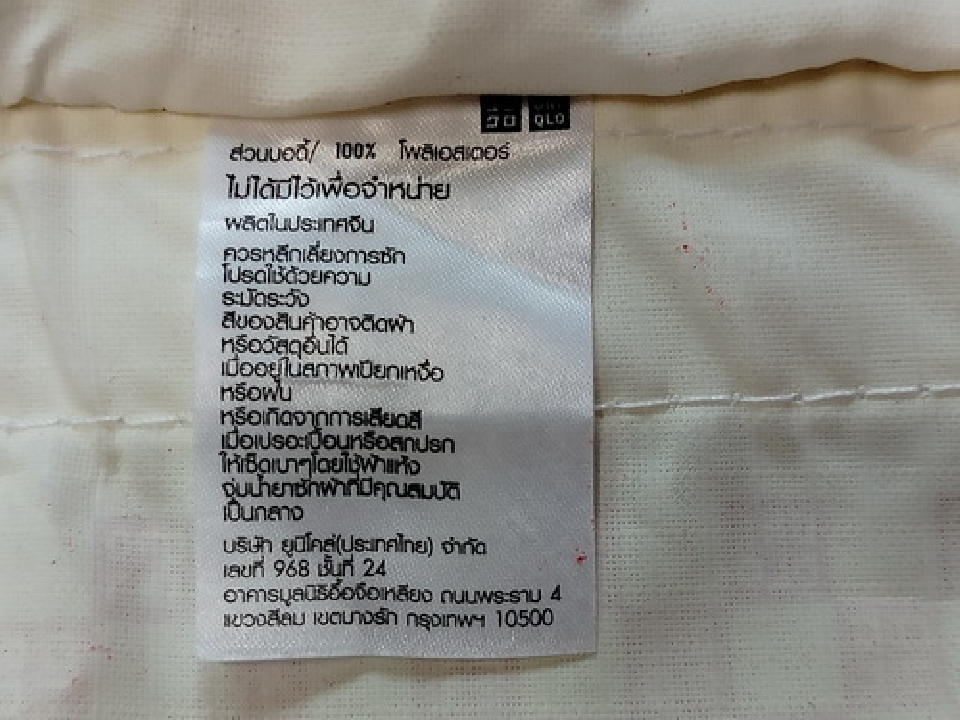 UNI
QLO
ส่วนบอดี้/ 100% โพลิเอสเตอร์
ไม่ได้มีไว้เพื่อจำหน่าย
ผลิตในประเทศจีน
ควรหลีกเลี่ยงการซัก
โปรดใช้ด้วยความ
ระมัดระวัง
สีของสินค้าอาจติดผ้า
หรือวัสดุอื่นได้
เมื่ออยู่ในสภาพเปียกเหงื่อ
หรือฝน
หรือเกิดจากการเสียดสี
เมื่อเปรอะเปื้อนหรือสกปรก
ให้เช็ดเบาๆโดยใช้ผ้าแห้ง
จุ่มน้ำยาซักผ้าที่มีคุณสมบัติ
เป็นกลาง
บริษัท ยูนิโคล่(ประเทศไทย) จำกัด
เลขที่ 968 ชั้นที่ 24
อาคารมูลนิธิอื้อจือเหลียง ถนนพระราม 4
แขวงสีลม เขตบางรัก กรุงเทพฯ 10500